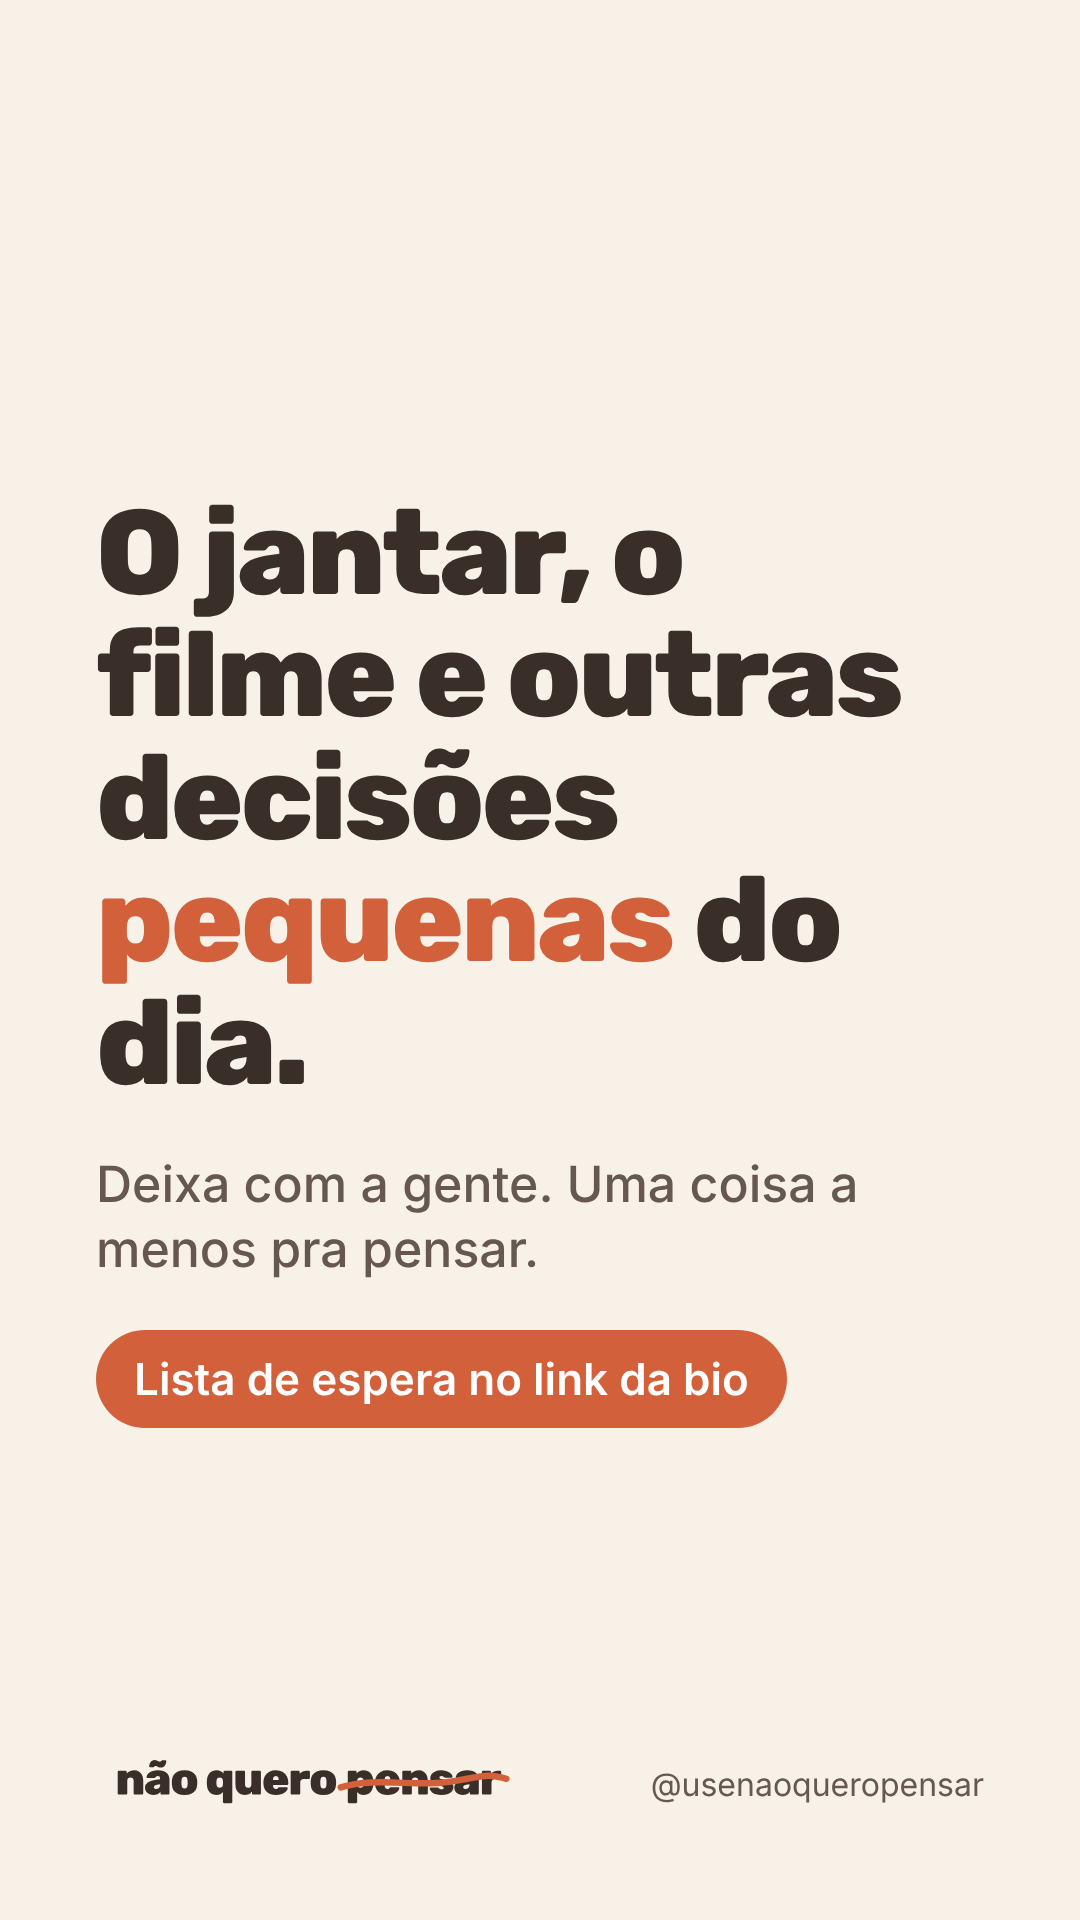 O jantar, o
filme e outras
decisões
pequenas do
dia.
Deixa com a gente. Uma coisa a
menos pra pensar.
Lista de espera no link da bio
não quero pensar
@usenaoqueropensar